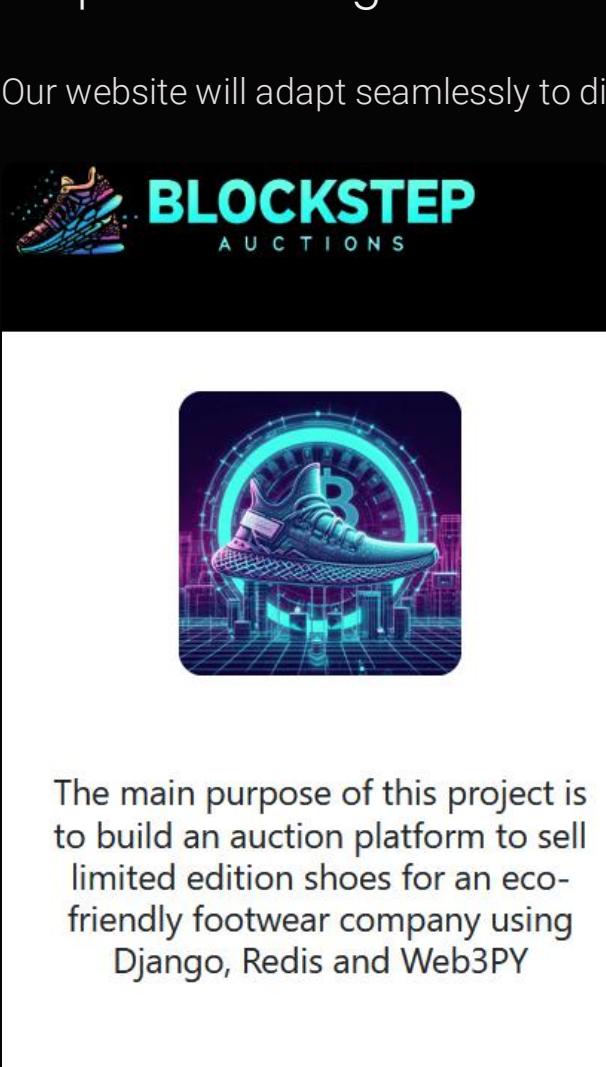 Our website will adapt seamlessly to di
BLOCKSTEP
AUCTIONS
The main purpose of this project is
to build an auction platform to sell
limited edition shoes for an eco-
friendly footwear company using
Django, Redis and Web3PY